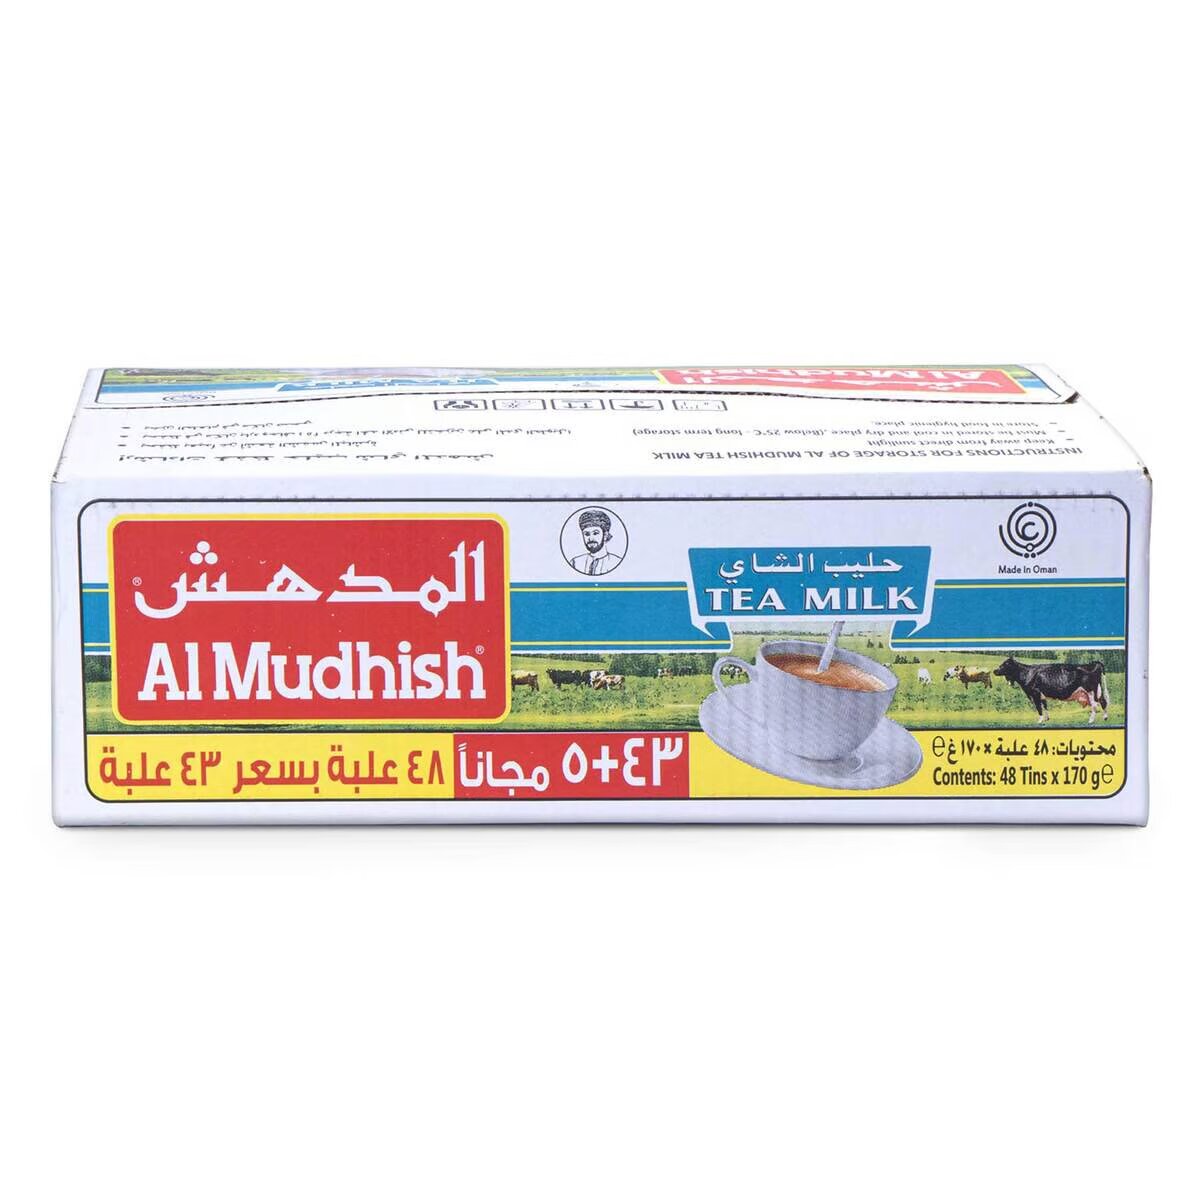 INSTRUCTIONS FOR STORAGE OF AL MUDHISH TEA MILK
- Keep away from direct sunlight
- Must be stored in cool and dry place. (Below 25°C - long term storage)
- Store in food hygienic place.
المدهش®
Al Mudhish®
حليب الشاي
TEA MILK
Made in Oman
٤٣+٥ مجاناً
٤٨ علبة بسعر ٤٣ علبة
محتويات: ٤٨ علبة × ١٧٠ غ℮
Contents: 48 Tins x 170 g℮